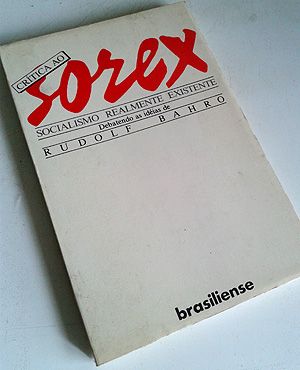 CRÍTICA AO
sorex
SOCIALISMO REALMENTE EXISTENTE
Debatendo as idéias de
RUDOLF BAHRO
brasiliense